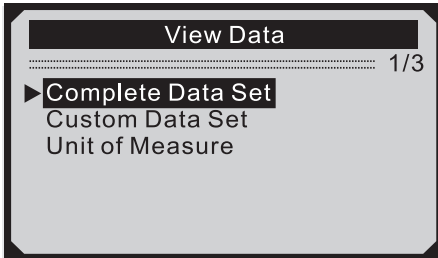 View Data
1/3
Complete Data Set
Custom Data Set
Unit of Measure